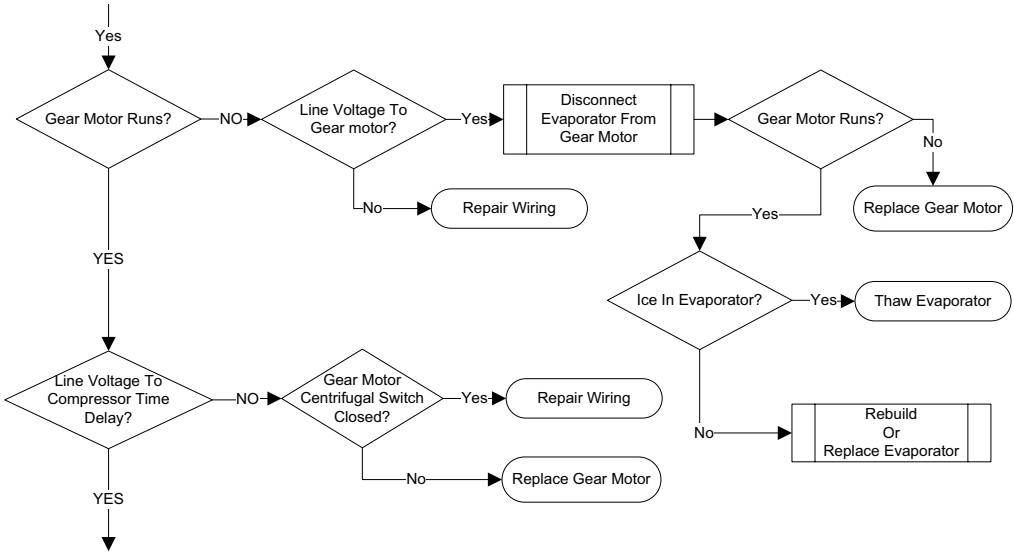 Yes
Gear Motor Runs?
NO
Line Voltage To
Gear motor?
Yes
Disconnect
Evaporator From
Gear Motor
Gear Motor Runs?
No
Replace Gear Motor
No
Repair Wiring
Yes
YES
Ice In Evaporator?
Yes
Thaw Evaporator
Line Voltage To
Compressor Time
Delay?
NO
Gear Motor
Centrifugal Switch
Closed?
Yes
Repair Wiring
No
Rebuild
Or
Replace Evaporator
No
Replace Gear Motor
YES